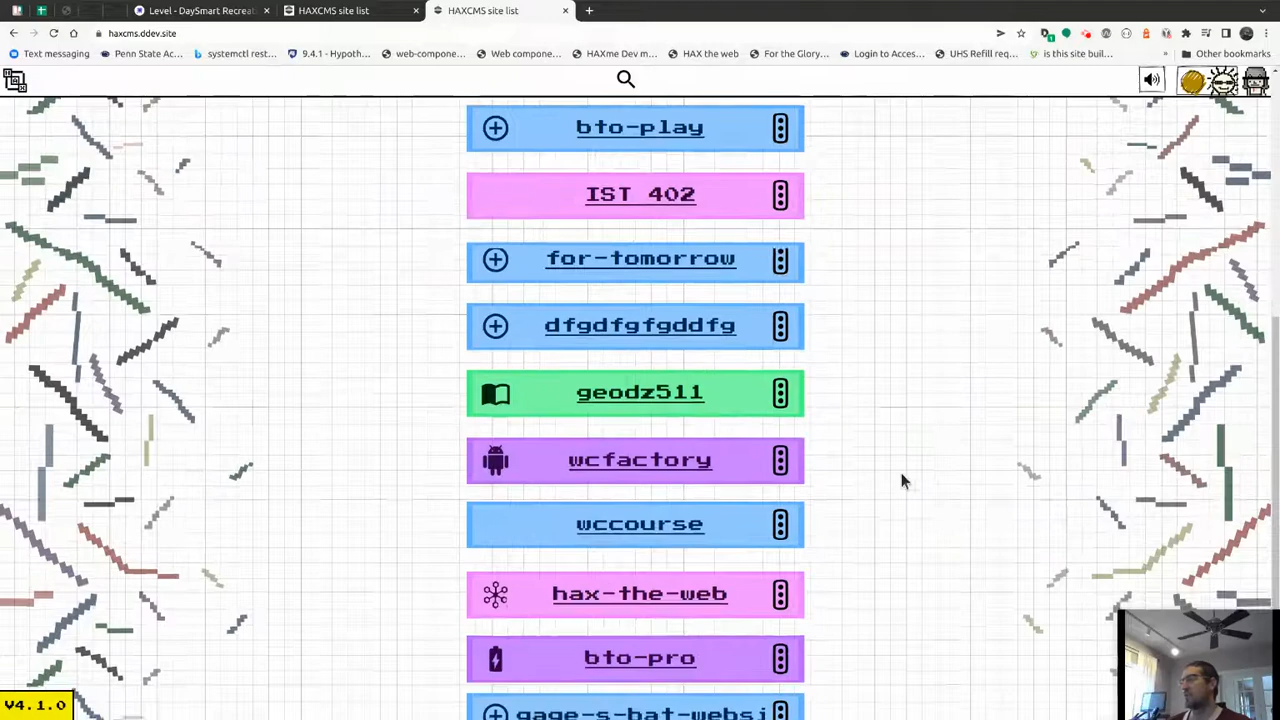 Level - DaySmart Recreat
HAXCMS site list
HAXCMS site list
haxcms.ddev.site
Text messaging
Penn State Ac...
systemctl rest...
9.4.1 - Hypoth...
web-compone...
Web compone...
HAXme Dev m...
HAX the web
For the Glory...
Login to Acces...
UHS Refill req...
is this site buil...
»
Other bookmarks
bto-play
IST 402
for-tomorrow
dfgdfgfgddfg
geodz511
wcfactory
wccourse
hax-the-web
bto-pro
gage-s-bat-websi
V4.1.0